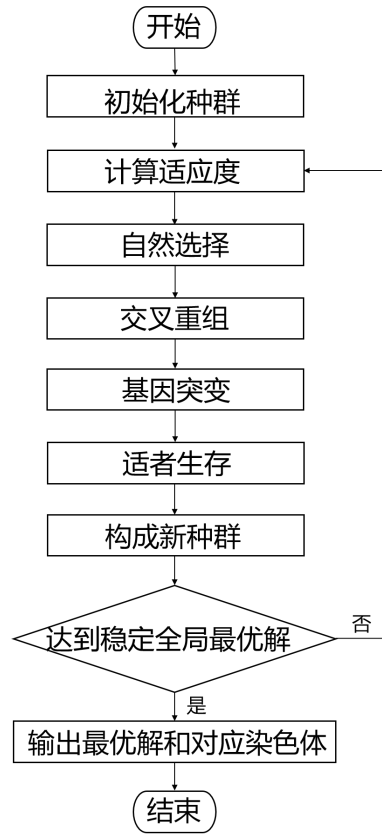 开始
初始化种群
计算适应度
自然选择
交叉重组
基因突变
适者生存
构成新种群
达到稳定全局最优解
否
是
输出最优解和对应染色体
结束